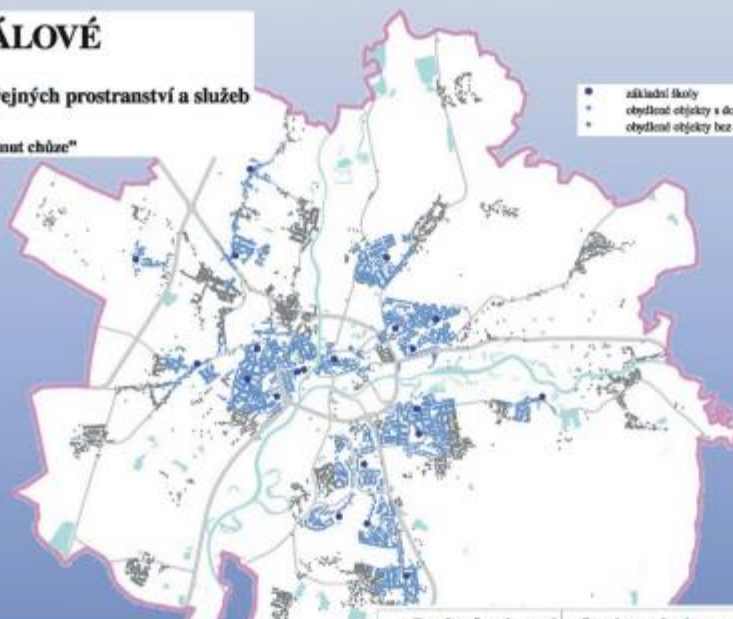 ÁLOVÉ
ejných prostranství a služeb
nut chůze"
základní školy
obydlené objekty s do
obydlené objekty bez